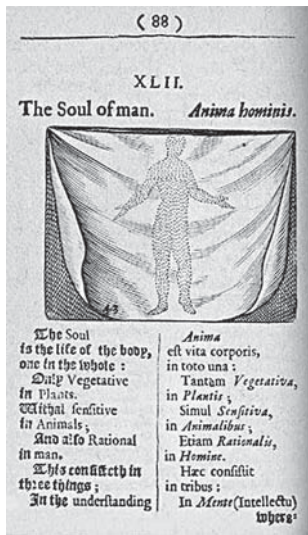 ( 88 )
XLII.
The Soul of man. Anima hominis.
43
The Soul
is the life of the body,
one in the whole :
Only Vegetative
in Plants.
Withal sensitive
in Animals ;
And also Rational
in man.
This consisteth in
three things ;
In the understanding
Anima
est vita corporis,
in toto una :
Tantùm Vegetativa,
in Plantis ;
Simul Sensitiva,
in Animalibus ;
Etiam Rationalis,
in Homine.
Hæc consistit
in tribus :
In Mente (Intellectu)
where-